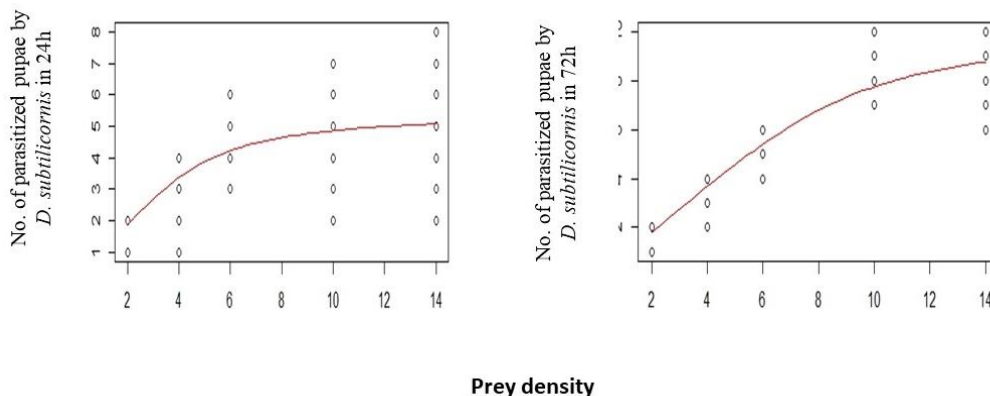 No. of parasitized pupae by
D. subtilicornis in 24h
8
7
6
5
4
3
2
1
2 4 6 8 10 12 14
No. of parasitized pupae by
D. subtilicornis in 72h
2 4 6 8 10 12 14
Prey density